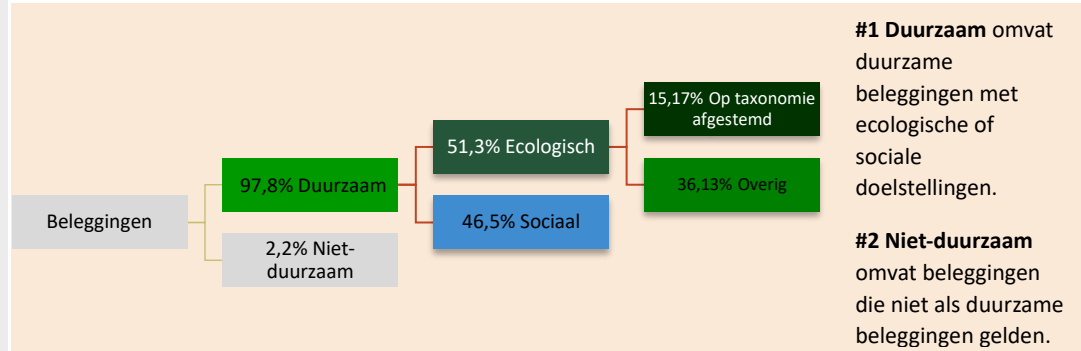 Beleggingen
97,8% Duurzaam
2,2% Niet-
duurzaam
51,3% Ecologisch
46,5% Sociaal
15,17% Op taxonomie
afgestemd
36,13% Overig
#1 Duurzaam omvat
duurzame
beleggingen met
ecologische of
sociale
doelstellingen.
#2 Niet-duurzaam
omvat beleggingen
die niet als duurzame
beleggingen gelden.